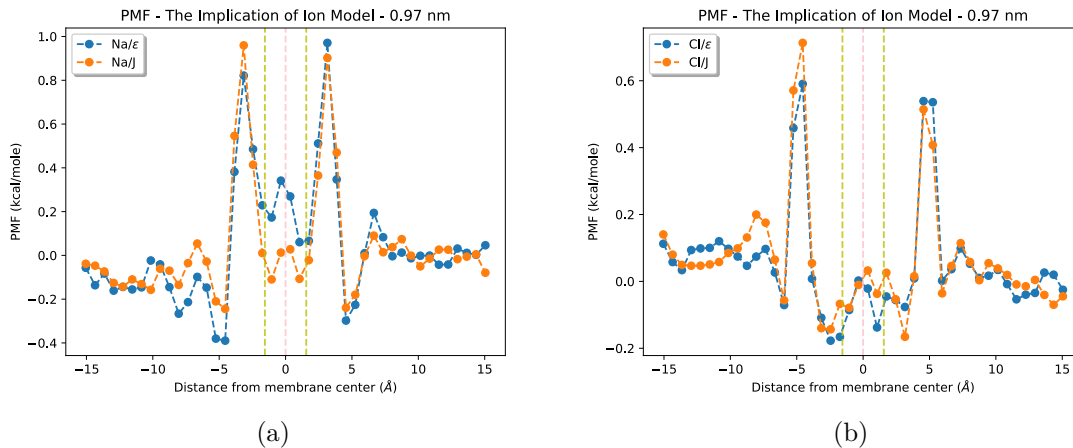 PMF - The Implication of Ion Model - 0.97 nm
Na/ε
Na/J
PMF (kcal/mole)
1.0
0.8
0.6
0.4
0.2
0.0
−0.2
−0.4
−15 −10 −5 0 5 10 15
Distance from membrane center (Å)
(a)
PMF - The Implication of Ion Model - 0.97 nm
Cl/ε
Cl/J
PMF (kcal/mole)
0.6
0.4
0.2
0.0
−0.2
−15 −10 −5 0 5 10 15
Distance from membrane center (Å)
(b)